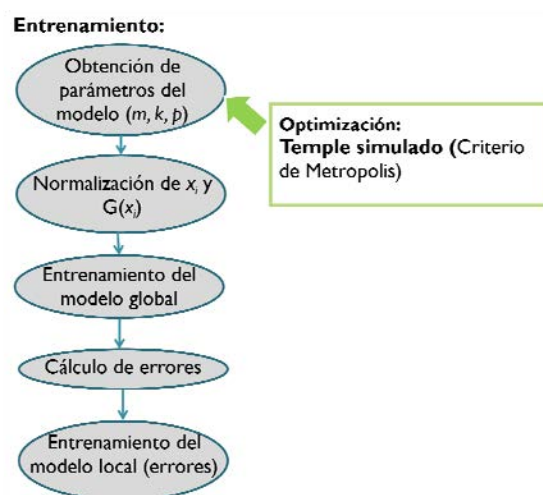 Entrenamiento:
Obtención de
parámetros del
modelo (m, k, p)
Optimización:
Temple simulado (Criterio
de Metropolis)
Normalización de xᵢ y
G(xᵢ)
Entrenamiento del
modelo global
Cálculo de errores
Entrenamiento del
modelo local (errores)